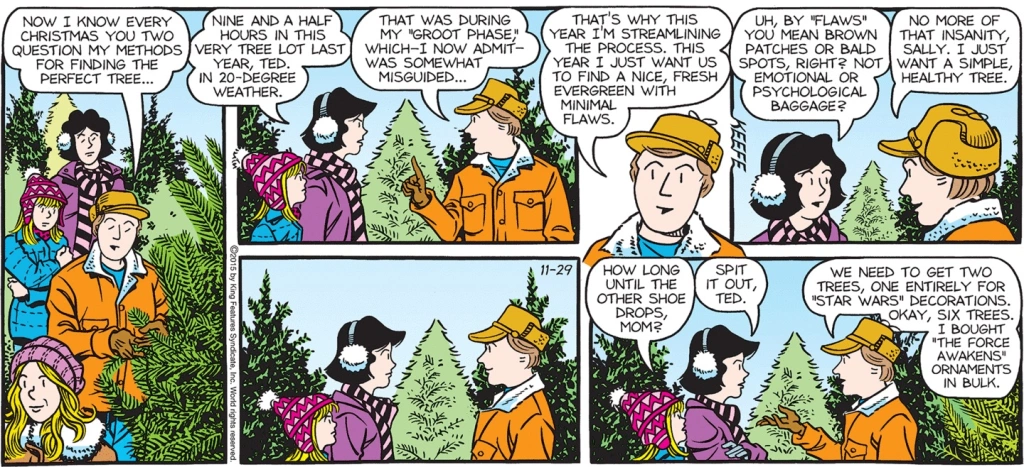 NOW I KNOW EVERY
CHRISTMAS YOU TWO
QUESTION MY METHODS
FOR FINDING THE
PERFECT TREE...
NINE AND A HALF
HOURS IN THIS
VERY TREE LOT LAST
YEAR, TED.
IN 20-DEGREE
WEATHER.
THAT WAS DURING
MY "GROOT PHASE,"
WHICH—I NOW ADMIT—
WAS SOMEWHAT
MISGUIDED...
THAT'S WHY THIS
YEAR I'M STREAMLINING
THE PROCESS. THIS
YEAR I JUST WANT US
TO FIND A NICE, FRESH
EVERGREEN WITH
MINIMAL
FLAWS.
UH, BY "FLAWS"
YOU MEAN BROWN
PATCHES OR BALD
SPOTS, RIGHT? NOT
EMOTIONAL OR
PSYCHOLOGICAL
BAGGAGE?
NO MORE OF
THAT INSANITY,
SALLY. I JUST
WANT A SIMPLE,
HEALTHY TREE.
©2015 by King Features Syndicate, Inc. World rights reserved.
11-29
HOW LONG
UNTIL THE
OTHER SHOE
DROPS,
MOM?
SPIT
IT OUT,
TED.
WE NEED TO GET TWO
TREES, ONE ENTIRELY FOR
"STAR WARS" DECORATIONS.
OKAY, SIX TREES.
I BOUGHT
"THE FORCE
AWAKENS"
ORNAMENTS
IN BULK.